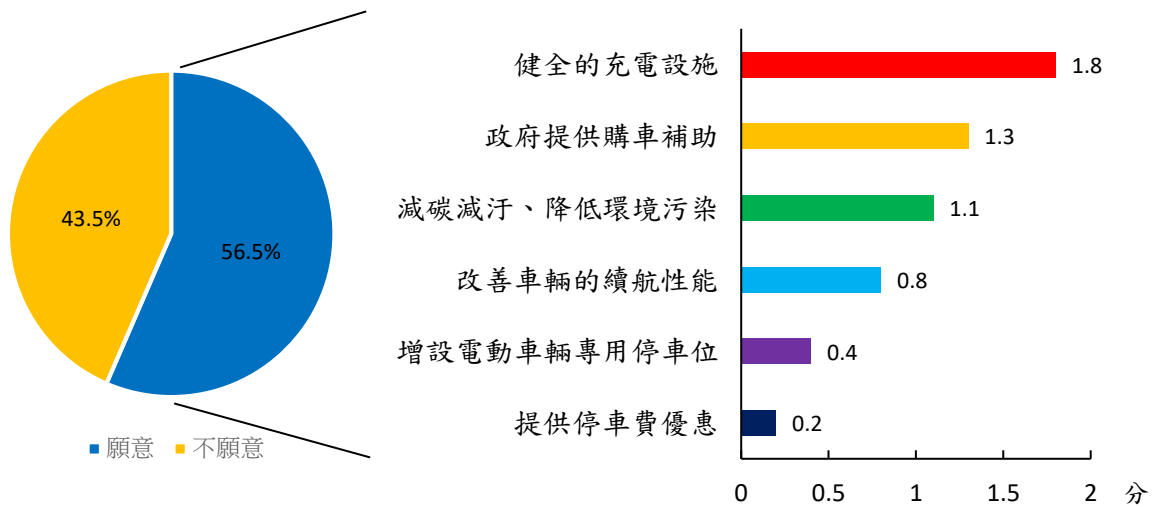 43.5%
56.5%
願意 不願意
健全的充電設施 1.8
政府提供購車補助 1.3
減碳減汙、降低環境污染 1.1
改善車輛的續航性能 0.8
增設電動車輛專用停車位 0.4
提供停車費優惠 0.2
0 0.5 1 1.5 2 分